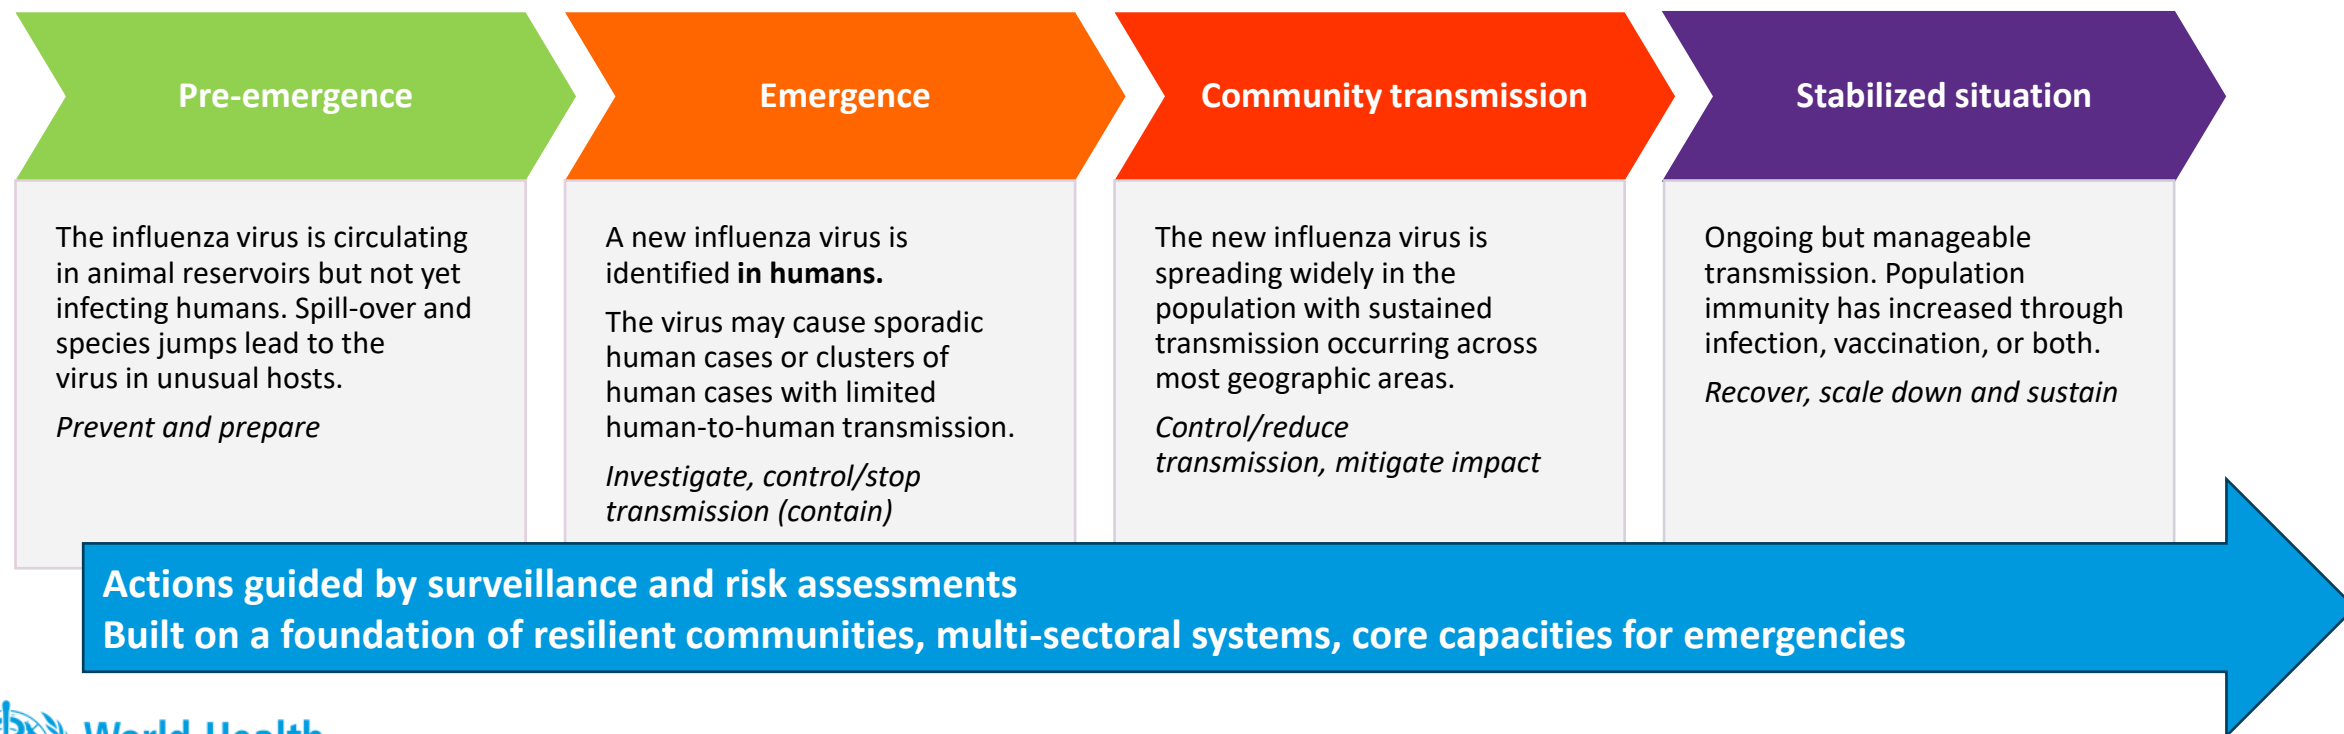 Pre-emergence
Emergence
Community transmission
Stabilized situation
The influenza virus is circulating
in animal reservoirs but not yet
infecting humans. Spill-over and
species jumps lead to the
virus in unusual hosts.
Prevent and prepare
A new influenza virus is
identified in humans.
The virus may cause sporadic
human cases or clusters of
human cases with limited
human-to-human transmission.
Investigate, control/stop
transmission (contain)
The new influenza virus is
spreading widely in the
population with sustained
transmission occurring across
most geographic areas.
Control/reduce
transmission, mitigate impact
Ongoing but manageable
transmission. Population
immunity has increased through
infection, vaccination, or both.
Recover, scale down and sustain
Actions guided by surveillance and risk assessments
Built on a foundation of resilient communities, multi-sectoral systems, core capacities for emergencies
World Health